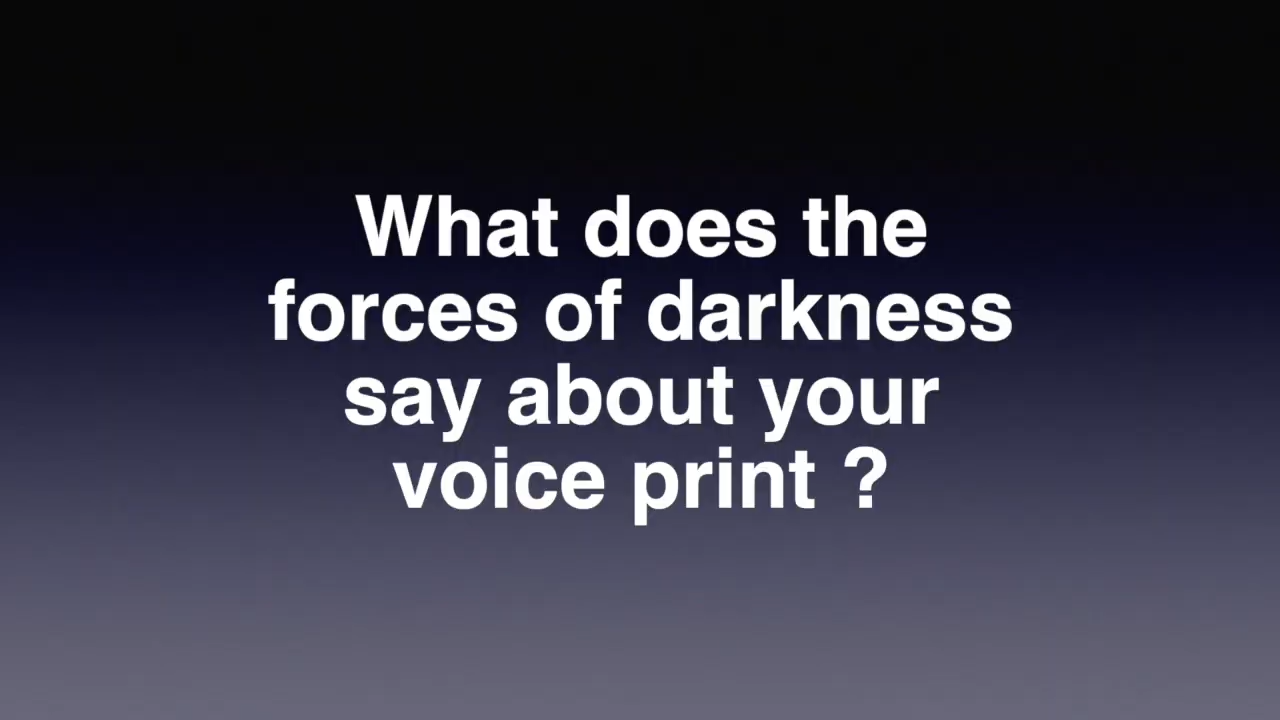 What does the
forces of darkness
say about your
voice print ?